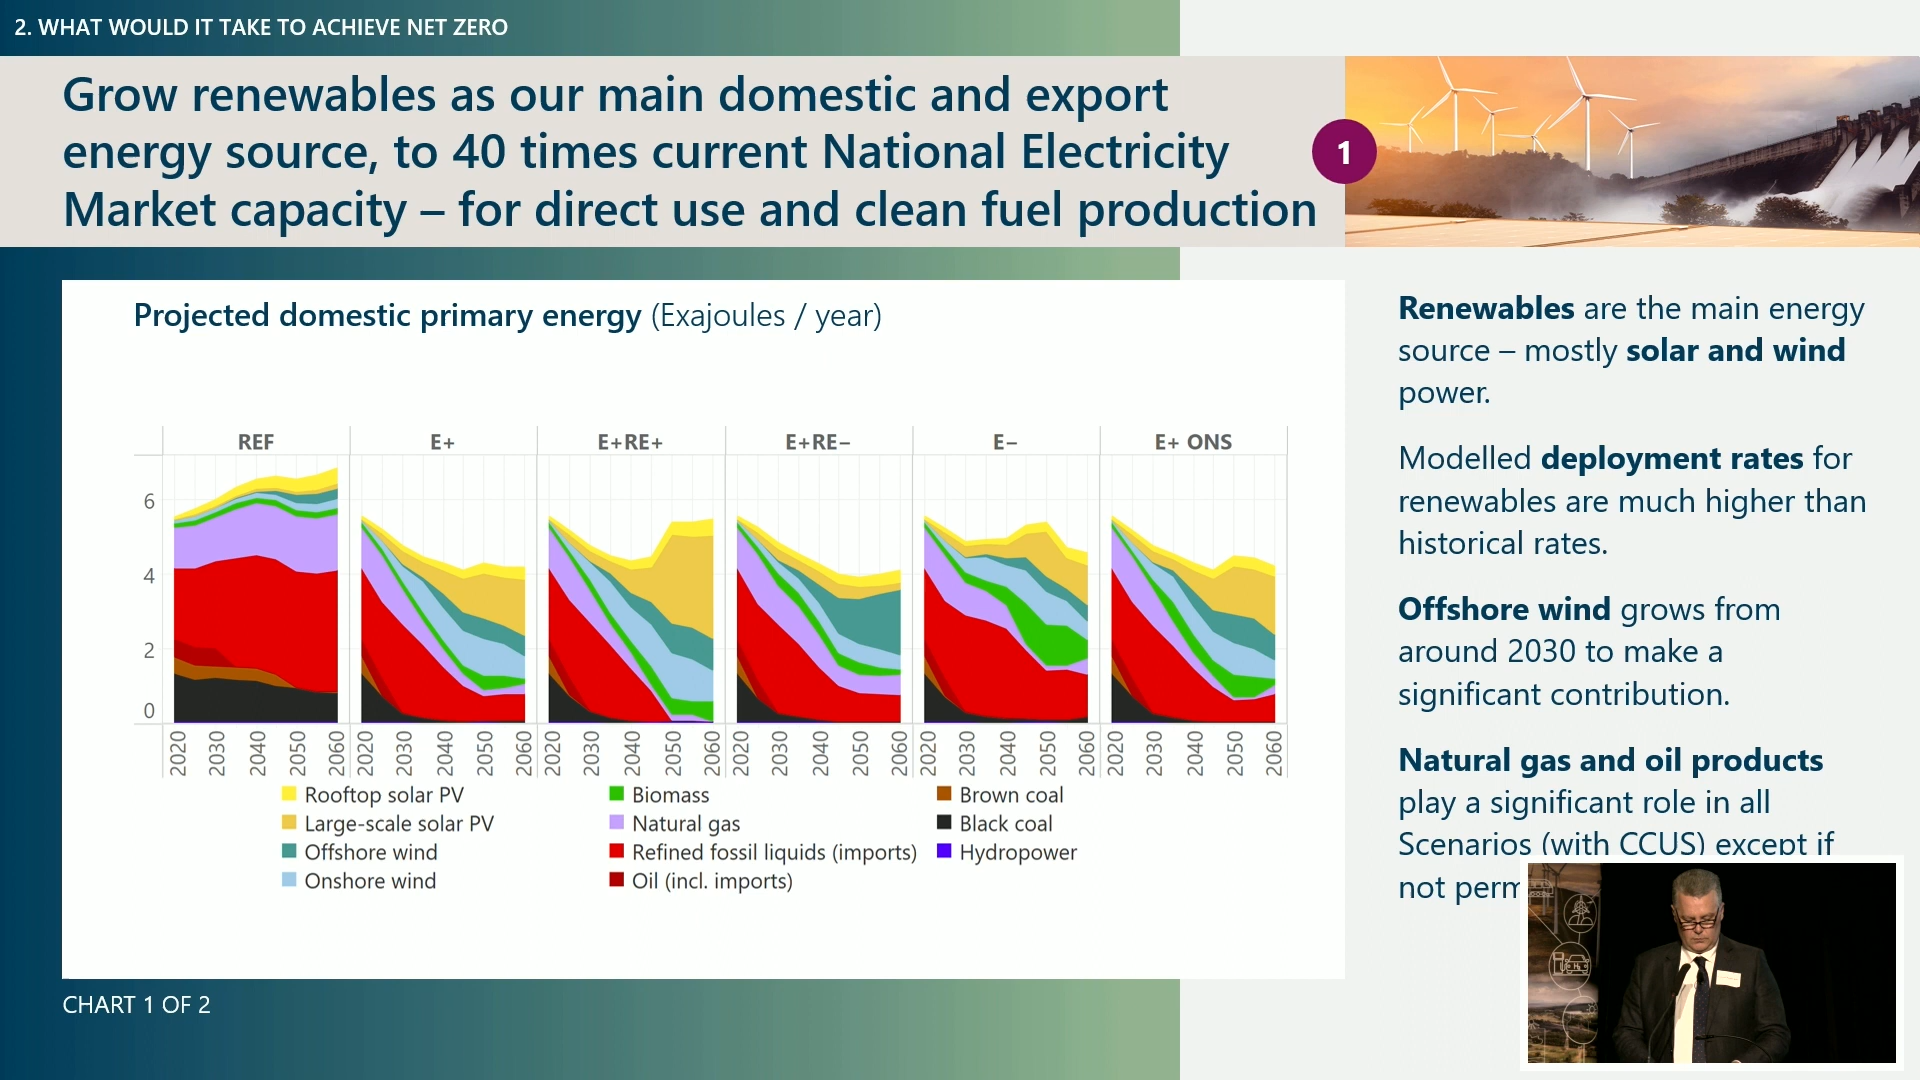 2. WHAT WOULD IT TAKE TO ACHIEVE NET ZERO
Grow renewables as our main domestic and export
energy source, to 40 times current National Electricity
Market capacity – for direct use and clean fuel production
1
Projected domestic primary energy (Exajoules / year)
REF E+ E+RE+ E+RE− E− E+ ONS
6
4
2
0
2020 2030 2040 2050 2060 2020 2030 2040 2050 2060 2020 2030 2040 2050 2060 2020 2030 2040 2050 2060 2020 2030 2040 2050 2060 2020 2030 2040 2050 2060
Rooftop solar PV
Large-scale solar PV
Offshore wind
Onshore wind
Biomass
Natural gas
Refined fossil liquids (imports)
Oil (incl. imports)
Brown coal
Black coal
Hydropower
CHART 1 OF 2
Renewables are the main energy
source – mostly solar and wind
power.
Modelled deployment rates for
renewables are much higher than
historical rates.
Offshore wind grows from
around 2030 to make a
significant contribution.
Natural gas and oil products
play a significant role in all
Scenarios (with CCUS) except if
not